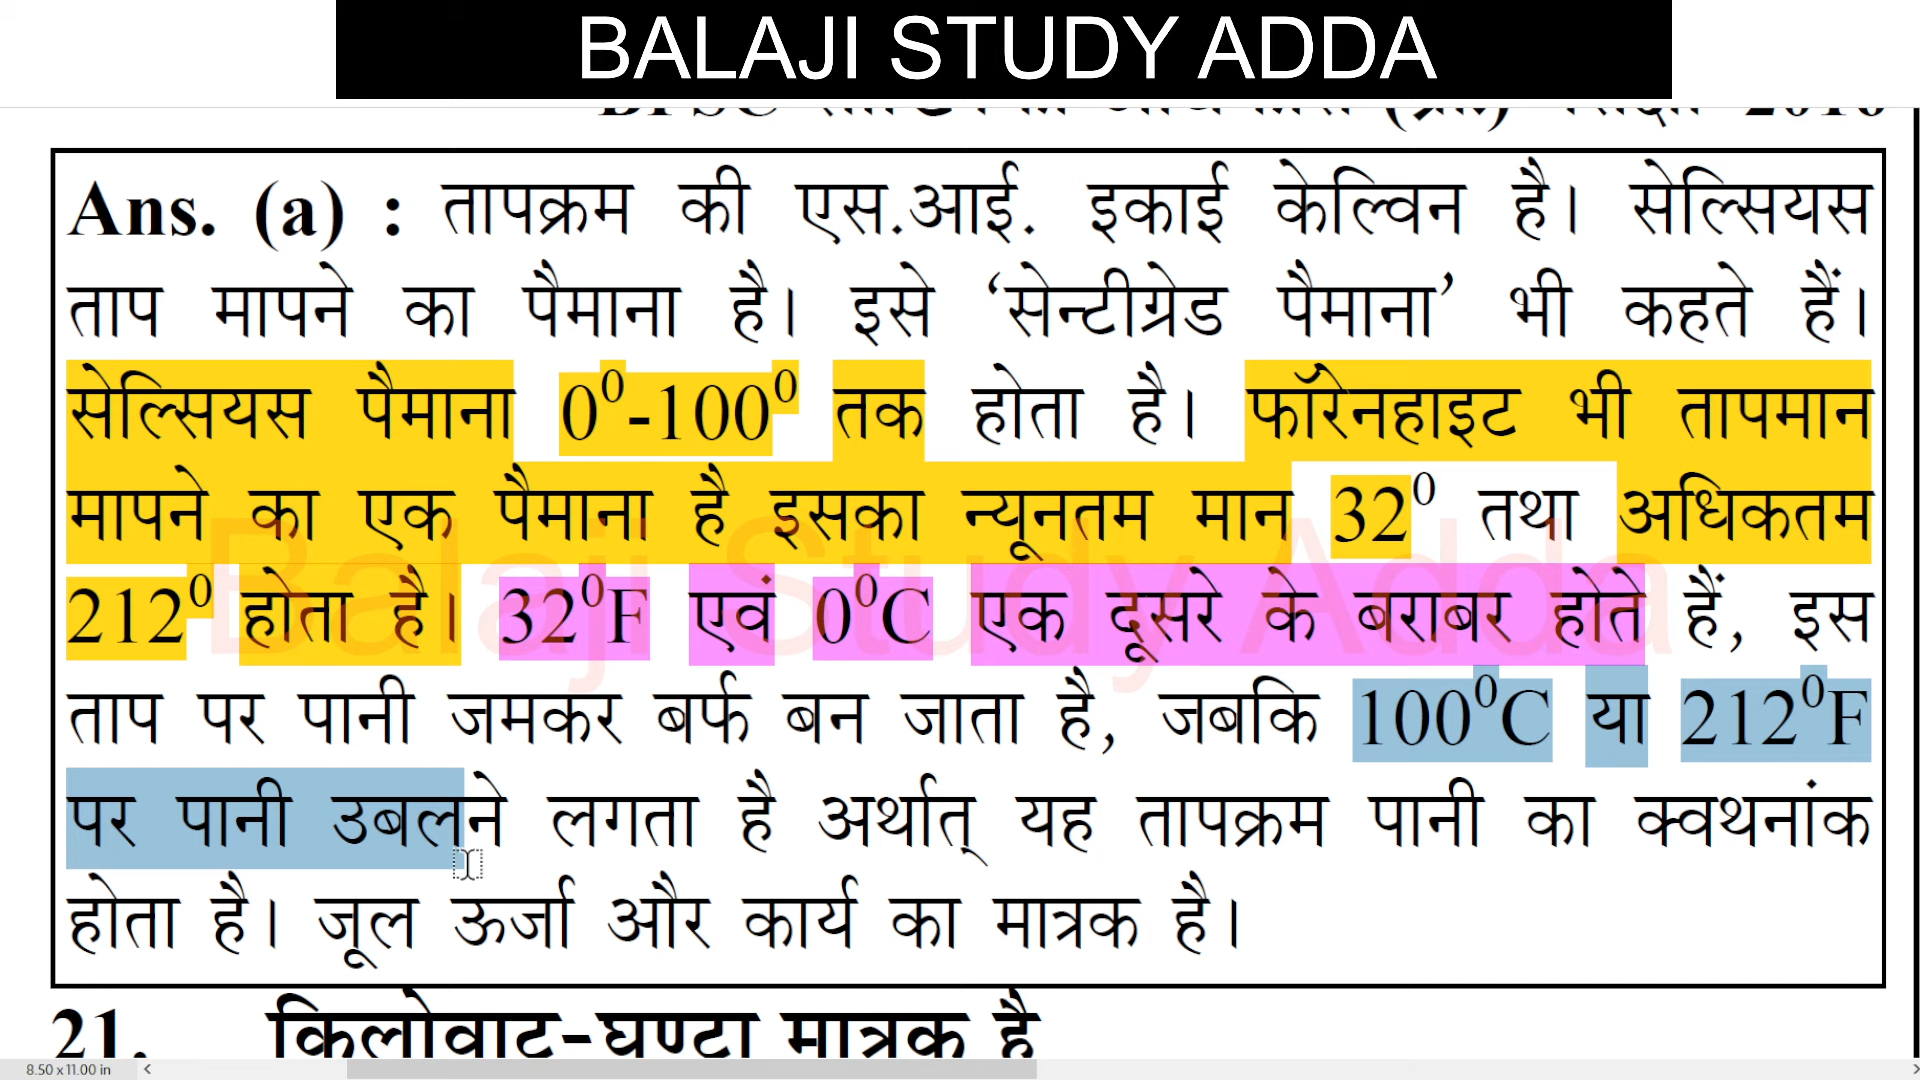 BALAJI STUDY ADDA
Ans. (a) : तापक्रम की एस.आई. इकाई केल्विन है। सेल्सियस
ताप मापने का पैमाना है। इसे ‘सेन्टीग्रेड पैमाना’ भी कहते हैं।
सेल्सियस पैमाना 0⁰-100⁰ तक होता है। फॉरेनहाइट भी तापमान
मापने का एक पैमाना है इसका न्यूनतम मान 32⁰ तथा अधिकतम
212⁰ होता है। 32⁰F एवं 0⁰C एक दूसरे के बराबर होते हैं, इस
ताप पर पानी जमकर बर्फ बन जाता है, जबकि 100⁰C या 212⁰F
पर पानी उबलने लगता है अर्थात् यह तापक्रम पानी का क्वथनांक
होता है। जूल ऊर्जा और कार्य का मात्रक है।
21. किलोवाट-घण्टा मात्रक है
Balaji Study Adda
8.50 x 11.00 in